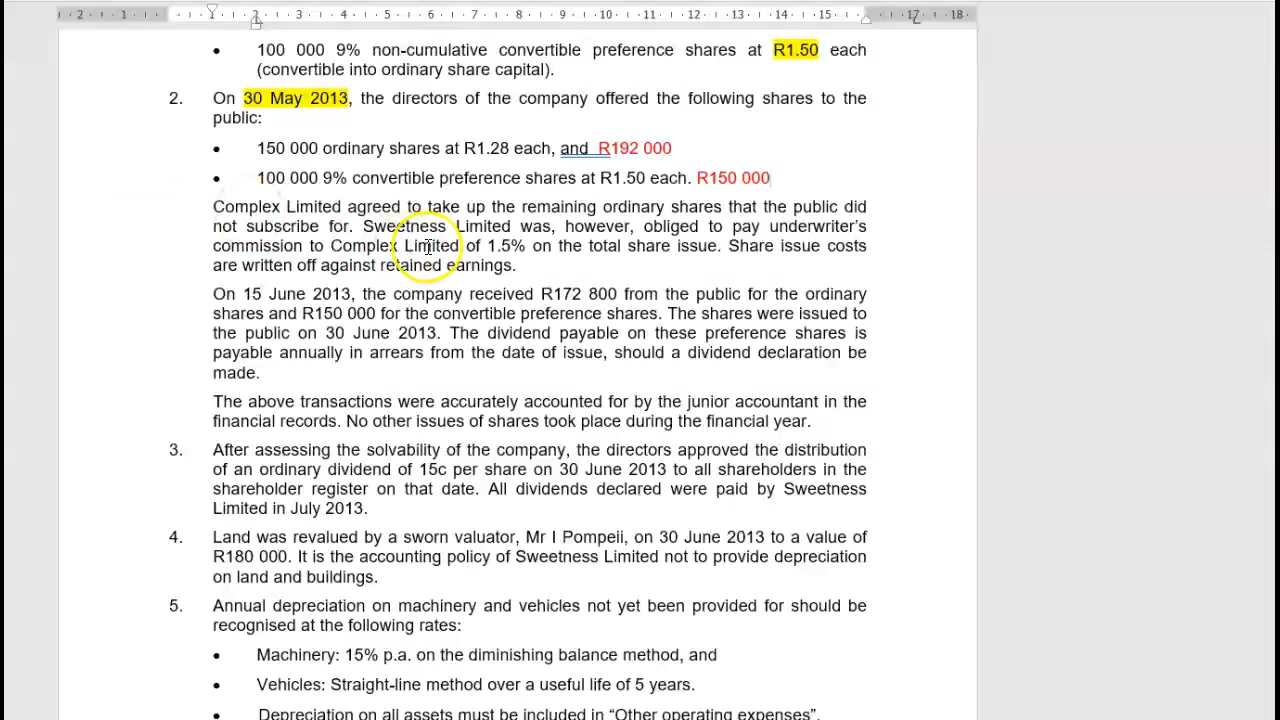 2 1 1 2 3 4 5 6 7 8 9 10 11 12 13 14 15 17 18
• 100 000 9% non-cumulative convertible preference shares at R1.50 each
(convertible into ordinary share capital).
2. On 30 May 2013, the directors of the company offered the following shares to the
public:
• 150 000 ordinary shares at R1.28 each, and R192 000
• 100 000 9% convertible preference shares at R1.50 each. R150 000
Complex Limited agreed to take up the remaining ordinary shares that the public did
not subscribe for. Sweetness Limited was, however, obliged to pay underwriter’s
commission to Complex Limited of 1.5% on the total share issue. Share issue costs
are written off against retained earnings.
On 15 June 2013, the company received R172 800 from the public for the ordinary
shares and R150 000 for the convertible preference shares. The shares were issued to
the public on 30 June 2013. The dividend payable on these preference shares is
payable annually in arrears from the date of issue, should a dividend declaration be
made.
The above transactions were accurately accounted for by the junior accountant in the
financial records. No other issues of shares took place during the financial year.
3. After assessing the solvability of the company, the directors approved the distribution
of an ordinary dividend of 15c per share on 30 June 2013 to all shareholders in the
shareholder register on that date. All dividends declared were paid by Sweetness
Limited in July 2013.
4. Land was revalued by a sworn valuator, Mr I Pompeii, on 30 June 2013 to a value of
R180 000. It is the accounting policy of Sweetness Limited not to provide depreciation
on land and buildings.
5. Annual depreciation on machinery and vehicles not yet been provided for should be
recognised at the following rates:
• Machinery: 15% p.a. on the diminishing balance method, and
• Vehicles: Straight-line method over a useful life of 5 years.
• Depreciation on all assets must be included in “Other operating expenses”.